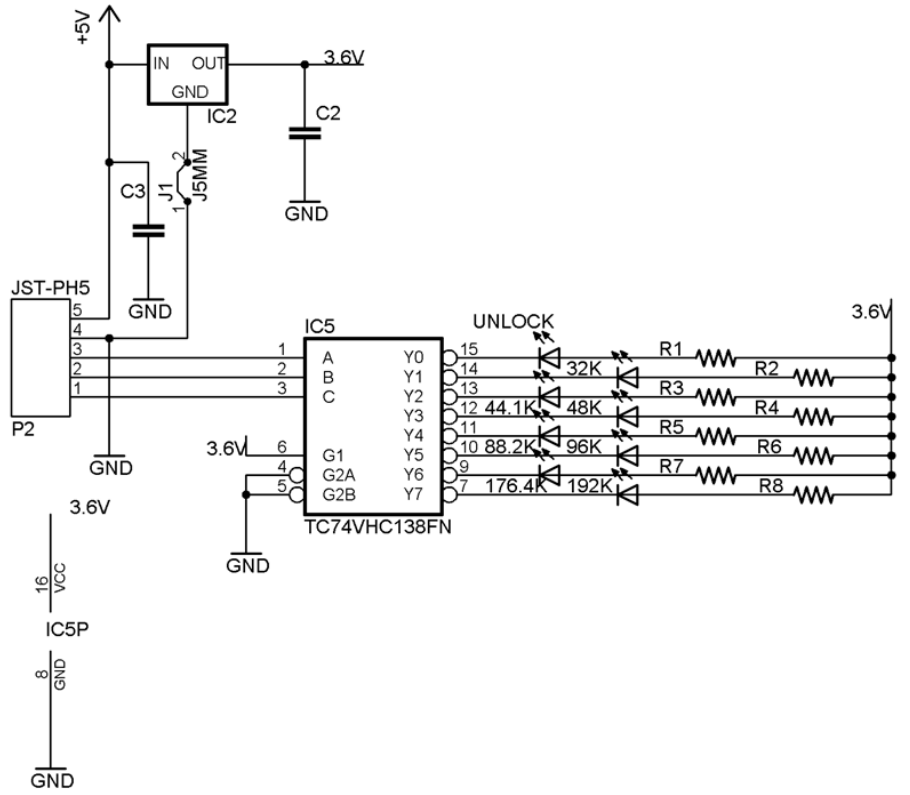 +5V
IN OUT
GND
IC2
3.6V
C2
GND
C3
J1
2
1
J5MM
GND
JST-PH5
5
4
3
2
1
P2
GND
IC5
1 A
2 B
3 C
6 G1
4 G2A
5 G2B
3.6V
GND
Y0 15
Y1 14
Y2 13
Y3 12
Y4 11
Y5 10
Y6 9
Y7 7
TC74VHC138FN
UNLOCK
32K
44.1K 48K
88.2K 96K
176.4K 192K
R1
R2
R3
R4
R5
R6
R7
R8
3.6V
3.6V
16 VCC
IC5P
8 GND
GND